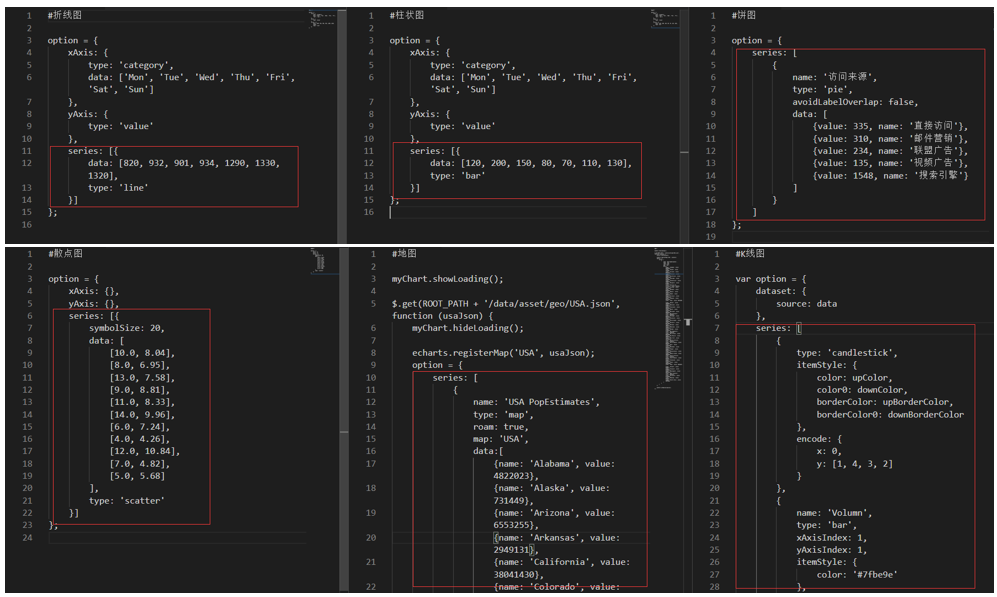 1 #折线图
2
3 option = {
4 xAxis: {
5 type: 'category',
6 data: ['Mon', 'Tue', 'Wed', 'Thu', 'Fri',
'Sat', 'Sun']
7 },
8 yAxis: {
9 type: 'value'
10 },
11 series: [{
12 data: [820, 932, 901, 934, 1290, 1330,
1320],
13 type: 'line'
14 }]
15 };
16
1 #柱状图
2
3 option = {
4 xAxis: {
5 type: 'category',
6 data: ['Mon', 'Tue', 'Wed', 'Thu', 'Fri',
'Sat', 'Sun']
7 },
8 yAxis: {
9 type: 'value'
10 },
11 series: [{
12 data: [120, 200, 150, 80, 70, 110, 130],
13 type: 'bar'
14 }]
15 };
16
1 #饼图
2
3 option = {
4 series: [
5 {
6 name: '访问来源',
7 type: 'pie',
8 avoidLabelOverlap: false,
9 data: [
10 {value: 335, name: '直接访问'},
11 {value: 310, name: '邮件营销'},
12 {value: 234, name: '联盟广告'},
13 {value: 135, name: '视频广告'},
14 {value: 1548, name: '搜索引擎'}
15 ]
16 }
17 ]
18 };
19
1 #散点图
2
3 option = {
4 xAxis: {},
5 yAxis: {},
6 series: [{
7 symbolSize: 20,
8 data: [
9 [10.0, 8.04],
10 [8.0, 6.95],
11 [13.0, 7.58],
12 [9.0, 8.81],
13 [11.0, 8.33],
14 [14.0, 9.96],
15 [6.0, 7.24],
16 [4.0, 4.26],
17 [12.0, 10.84],
18 [7.0, 4.82],
19 [5.0, 5.68]
20 ],
21 type: 'scatter'
22 }]
23 };
24
1 #地图
2
3 myChart.showLoading();
4
5 $.get(ROOT_PATH + '/data/asset/geo/USA.json',
function (usaJson) {
6 myChart.hideLoading();
7
8 echarts.registerMap('USA', usaJson);
9 option = {
10 series: [
11 {
12 name: 'USA PopEstimates',
13 type: 'map',
14 roam: true,
15 map: 'USA',
16 data:[
17 {name: 'Alabama', value:
4822023},
18 {name: 'Alaska', value:
731449},
19 {name: 'Arizona', value:
6553255},
20 {name: 'Arkansas', value:
2949131},
21 {name: 'California', value:
38041430},
22 {name: 'Colorado', value:
1 #K线图
2
3 var option = {
4 dataset: {
5 source: data
6 },
7 series: [
8 {
9 type: 'candlestick',
10 itemStyle: {
11 color: upColor,
12 color0: downColor,
13 borderColor: upBorderColor,
14 borderColor0: downBorderColor
15 },
16 encode: {
17 x: 0,
18 y: [1, 4, 3, 2]
19 }
20 },
21 {
22 name: 'Volumn',
23 type: 'bar',
24 xAxisIndex: 1,
25 yAxisIndex: 1,
26 itemStyle: {
27 color: '#7fbe9e'
28 },